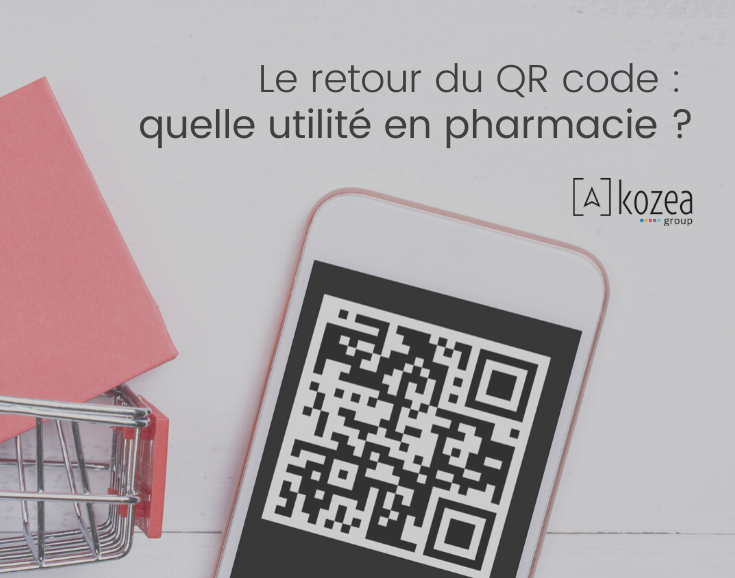 Le retour du QR code :
quelle utilité en pharmacie ?
[A] kozea
group